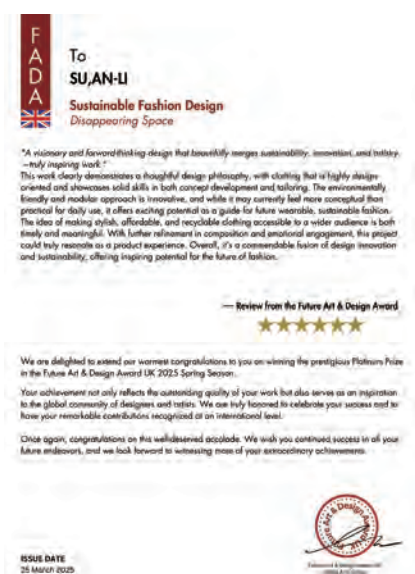 FADA
To
SU,AN-LI
Sustainable Fashion Design
Disappearing Space
"A visionary and forward-thinking design that beautifully merges sustainability, innovation, and artistry
—truly inspiring work."
This work clearly demonstrates a thoughtful design philosophy, with clothing that is highly design-
oriented and showcases solid skills in both concept development and tailoring. The environmentally
friendly and modular approach is innovative, and while it may currently feel more conceptual than
practical for daily use, it offers exciting potential as a guide for future wearable, sustainable fashion.
The idea of making stylish, affordable, and recyclable clothing accessible to a wider audience is both
timely and meaningful. With further refinement in composition and emotional engagement, this project
could truly resonate as a product experience. Overall, it's a commendable fusion of design innovation
and sustainability, offering inspiring potential for the future of fashion.
— Review from the Future Art & Design Award
We are delighted to extend our warmest congratulations to you on winning the prestigious Platinum Prize
in the Future Art & Design Award UK 2025 Spring Season.
Your achievement not only reflects the outstanding quality of your work but also serves as an inspiration
to the global community of designers and artists. We are truly honored to celebrate your success and to
have your remarkable contributions recognized at an international level.
Once again, congratulations on this well-deserved accolade. We wish you continued success in all your
future endeavors, and we look forward to witnessing more of your extraordinary achievements.
Art & Design Award
ISSUE DATE
25 March 2025